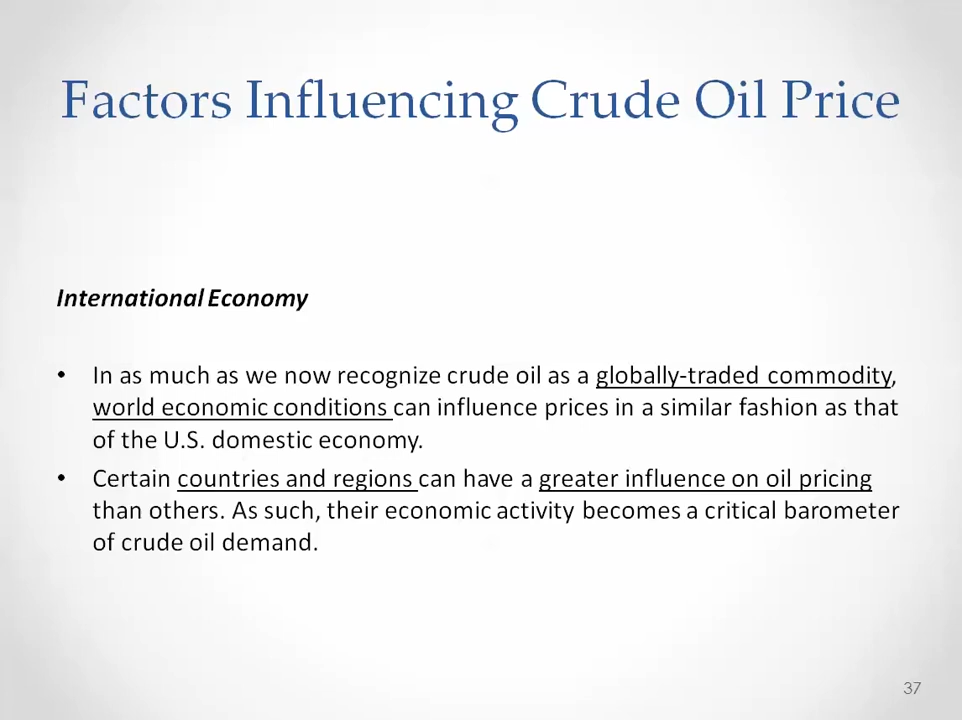 Factors Influencing Crude Oil Price
International Economy
• In as much as we now recognize crude oil as a globally-traded commodity,
world economic conditions can influence prices in a similar fashion as that
of the U.S. domestic economy.
• Certain countries and regions can have a greater influence on oil pricing
than others. As such, their economic activity becomes a critical barometer
of crude oil demand.
37